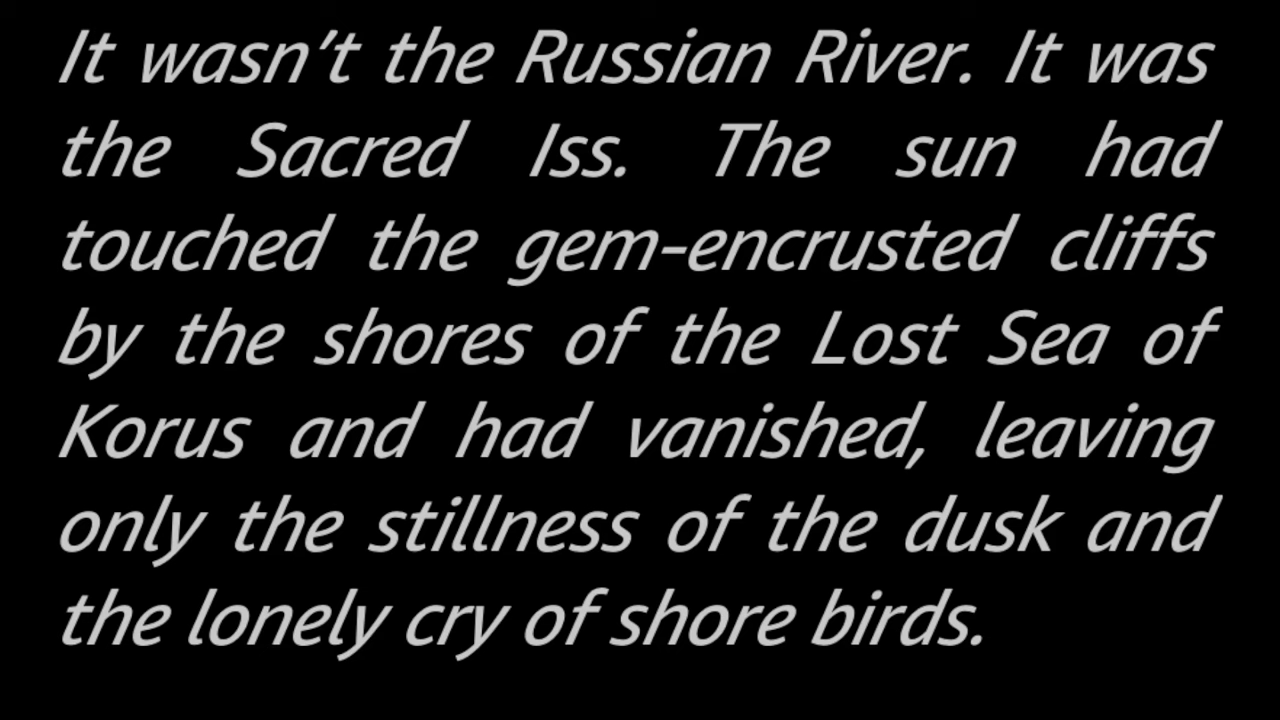 It wasn’t the Russian River. It was
the Sacred Iss. The sun had
touched the gem-encrusted cliffs
by the shores of the Lost Sea of
Korus and had vanished, leaving
only the stillness of the dusk and
the lonely cry of shore birds.